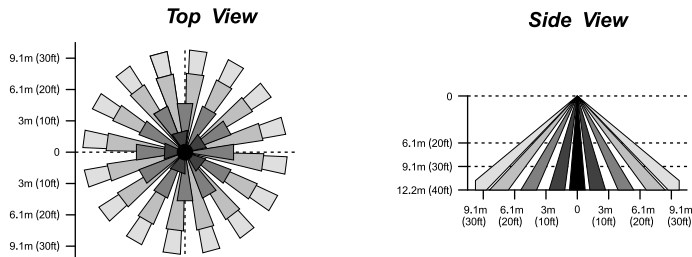 Top View
9.1m (30ft)
6.1m (20ft)
3m (10ft)
0
3m (10ft)
6.1m (20ft)
9.1m (30ft)
Side View
0
6.1m (20ft)
9.1m (30ft)
12.2m (40ft)
9.1m 6.1m 3m 0 3m 6.1m 9.1m
(30ft) (20ft) (10ft) (10ft) (20ft) (30ft)